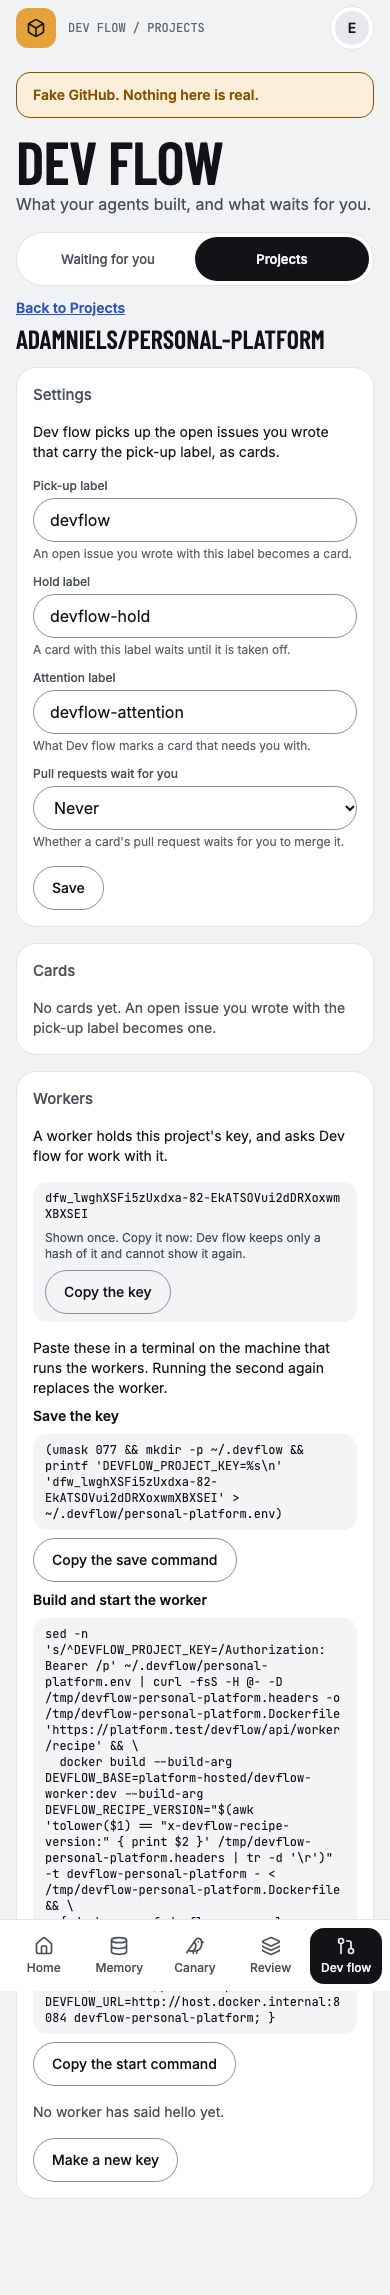 DEV FLOW / PROJECTS
E
Fake GitHub. Nothing here is real.
DEV FLOW
What your agents built, and what waits for you.
Waiting for you
Projects
Back to Projects
ADAMNIELS/PERSONAL-PLATFORM
Settings
Dev flow picks up the open issues you wrote
that carry the pick-up label, as cards.
Pick-up label
devflow
An open issue you wrote with this label becomes a card.
Hold label
devflow-hold
A card with this label waits until it is taken off.
Attention label
devflow-attention
What Dev flow marks a card that needs you with.
Pull requests wait for you
Never
Whether a card's pull request waits for you to merge it.
Save
Cards
No cards yet. An open issue you wrote with the
pick-up label becomes one.
Workers
A worker holds this project's key, and asks Dev
flow for work with it.
dfw_lwghXSFi5zUxdxa-82-EkATSOVui2dDRXoxwm
XBXSEI
Shown once. Copy it now: Dev flow keeps only a
hash of it and cannot show it again.
Copy the key
Paste these in a terminal on the machine that
runs the workers. Running the second again
replaces the worker.
Save the key
(umask 077 && mkdir -p ~/.devflow &&
printf 'DEVFLOW_PROJECT_KEY=%s\n'
'dfw_lwghXSFi5zUxdxa-82-
EkATSOVui2dDRXoxwmXBXSEI' >
~/.devflow/personal-platform.env)
Copy the save command
Build and start the worker
sed -n
's/^DEVFLOW_PROJECT_KEY=/Authorization:
Bearer /p' ~/.devflow/personal-
platform.env | curl -fsS -H @- -D
/tmp/devflow-personal-platform.headers -o
/tmp/devflow-personal-platform.Dockerfile
'https://platform.test/devflow/api/worker
/recipe' && \
docker build --build-arg
DEVFLOW_BASE=platform-hosted/devflow-
worker:dev --build-arg
DEVFLOW_RECIPE_VERSION="$(awk
'tolower($1) == "x-devflow-recipe-
version:" { print $2 }' /tmp/devflow-
personal-platform.headers | tr -d '\r')"
-t devflow-personal-platform - <
/tmp/devflow-personal-platform.Dockerfile
&& \
Home
Memory
Canary
Review
Dev flow
DEVFLOW_URL=http://host.docker.internal:8
084 devflow-personal-platform; }
Copy the start command
No worker has said hello yet.
Make a new key